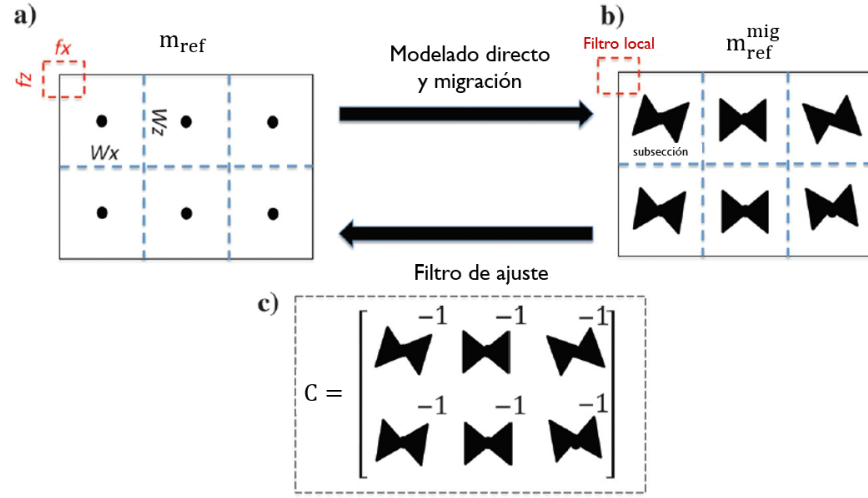 a)
m_ref
fx
fz
Wx
Wz
Modelado directo
y migración
b)
Filtro local
m_ref^mig
subsección
Filtro de ajuste
c)
C =
−1 −1 −1
−1 −1 −1